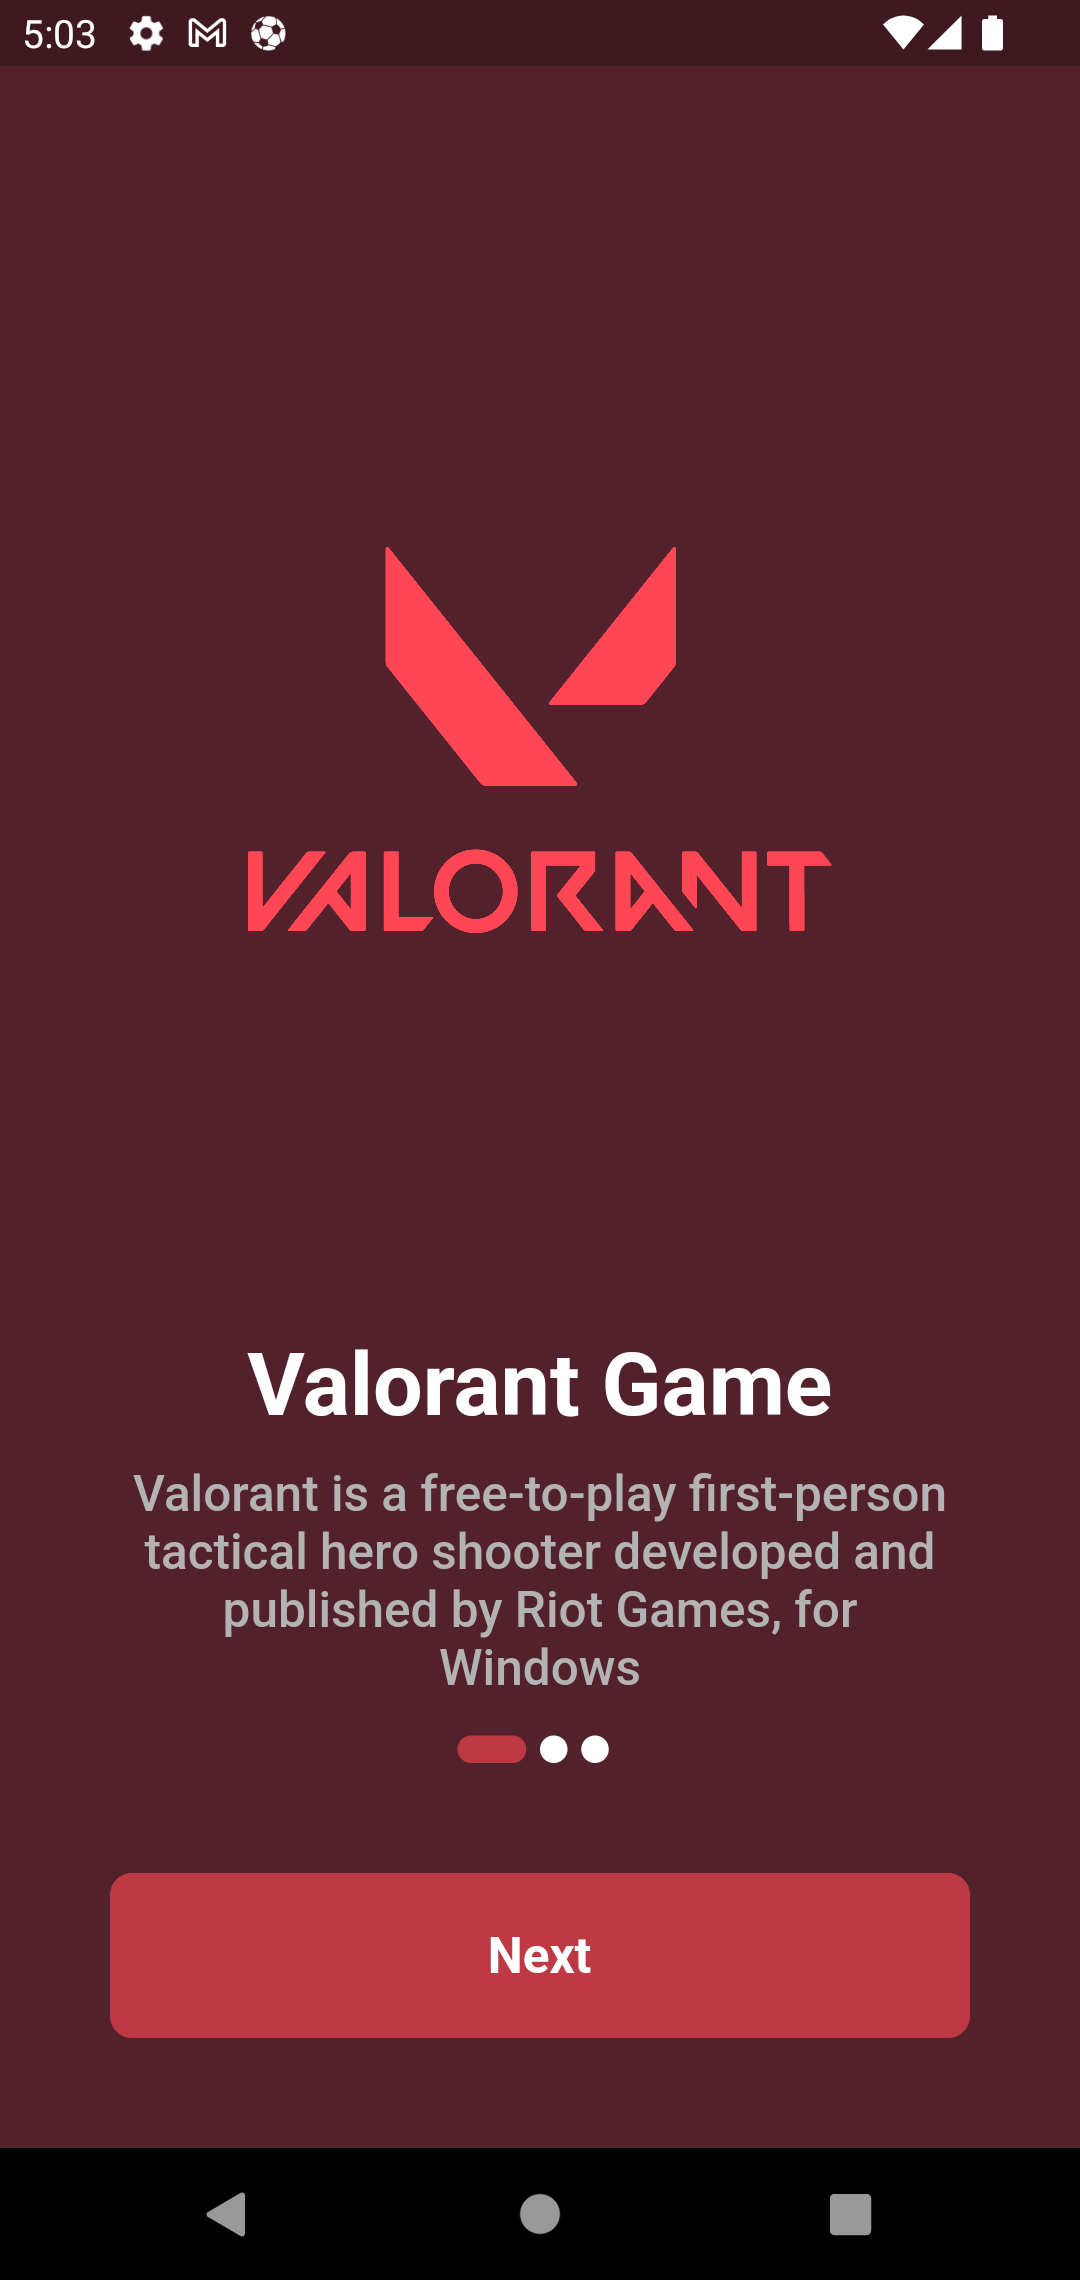 5:03
VALORANT
Valorant Game
Valorant is a free-to-play first-person
tactical hero shooter developed and
published by Riot Games, for
Windows
Next